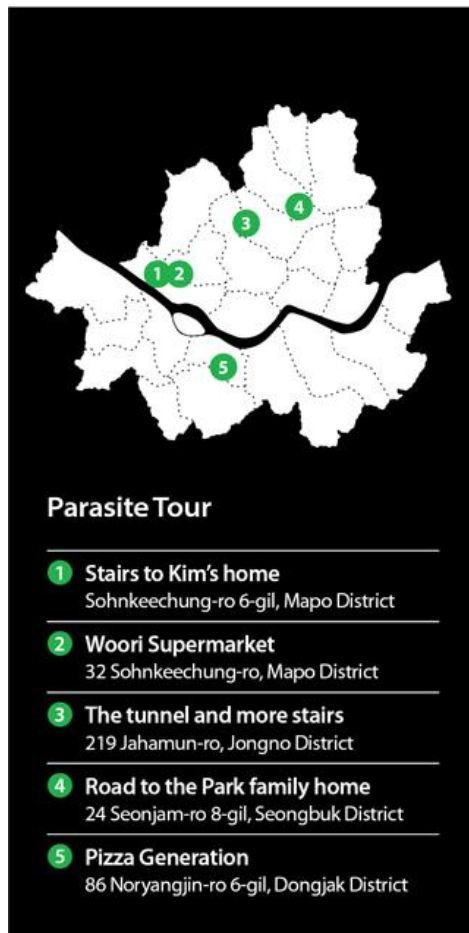 3
4
1
2
5
Parasite Tour
1 Stairs to Kim's home
Sohnkeechung-ro 6-gil, Mapo District
2 Woori Supermarket
32 Sohnkeechung-ro, Mapo District
3 The tunnel and more stairs
219 Jahamun-ro, Jongno District
4 Road to the Park family home
24 Seonjam-ro 8-gil, Seongbuk District
5 Pizza Generation
86 Noryangjin-ro 6-gil, Dongjak District